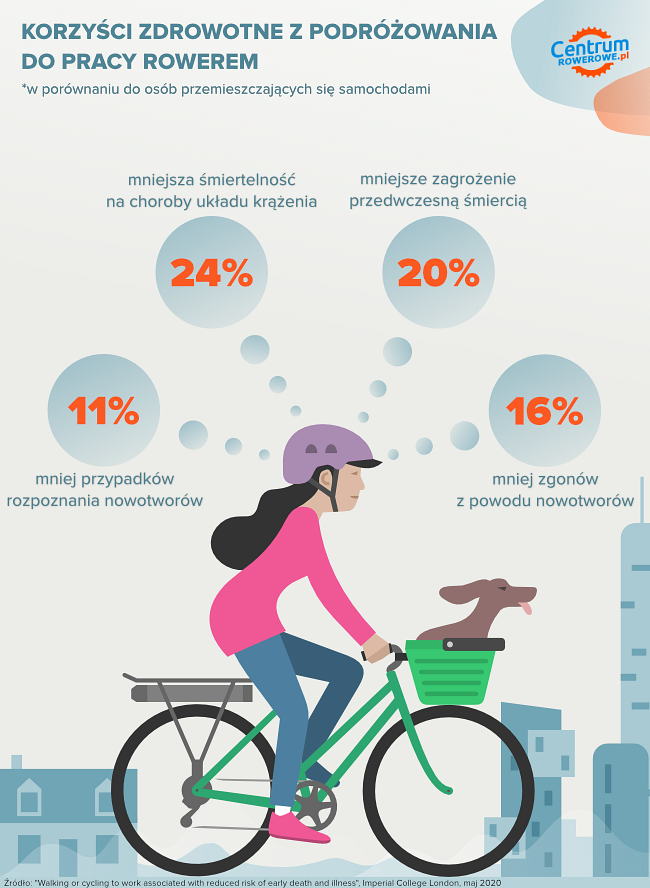 KORZYŚCI ZDROWOTNE Z PODRÓŻOWANIA
DO PRACY ROWEREM
*w porównaniu do osób przemieszczających się samochodami
Centrum
ROWEROWE.pl
mniejsza śmiertelność
na choroby układu krążenia
24%
mniejsze zagrożenie
przedwczesną śmiercią
20%
11%
mniej przypadków
rozpoznania nowotworów
16%
mniej zgonów
z powodu nowotworów
Źródło: "Walking or cycling to work associated with reduced risk of early death and illness", Imperial College London, maj 2020